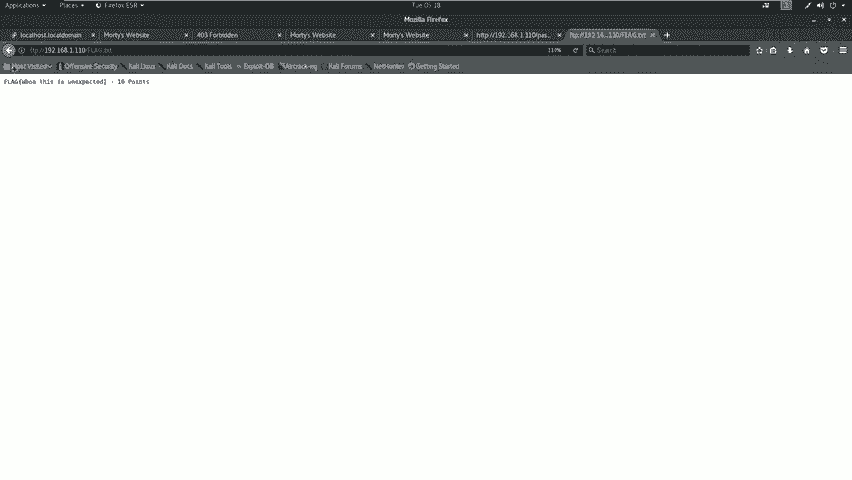 Applications Places Firefox ESR Tue 05:18
Mozilla Firefox
localhost.localdomain Morty's Website 403 Forbidden Morty's Website Morty's Website http://192.168.1.110/pas... ftp://192.16...110/FLAG.txt
ftp://192.168.1.110/FLAG.txt 110% Search
Most Visited Offensive Security Kali Linux Kali Docs Kali Tools Exploit-DB Aircrack-ng Kali Forums NetHunter Getting Started
FLAG{Whoa this is unexpected} - 10 Points